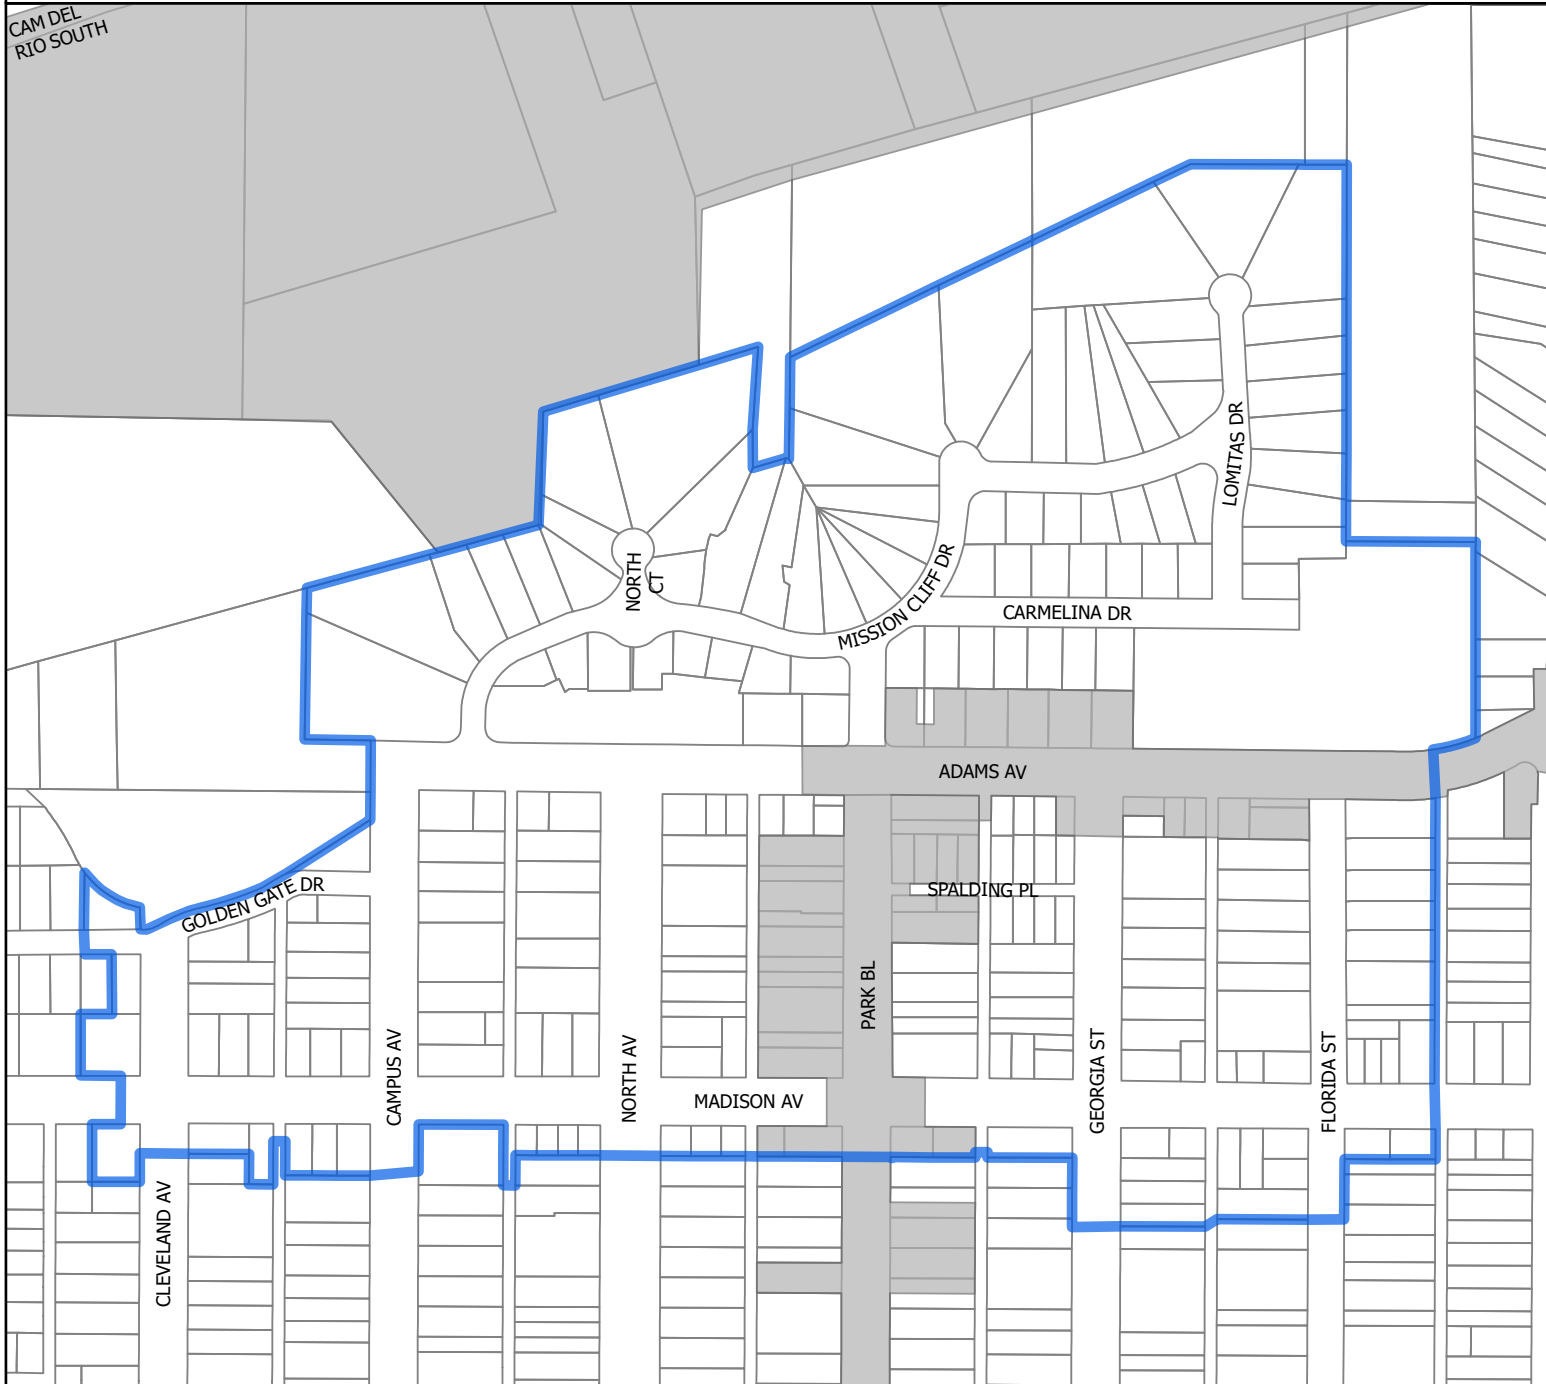 CAM DEL
RIO SOUTH
LOMITAS DR
NORTH
CT
MISSION CLIFF DR
CARMELINA DR
ADAMS AV
GOLDEN GATE DR
SPALDING PL
PARK BL
CAMPUS AV
NORTH AV
MADISON AV
GEORGIA ST
FLORIDA ST
CLEVELAND AV